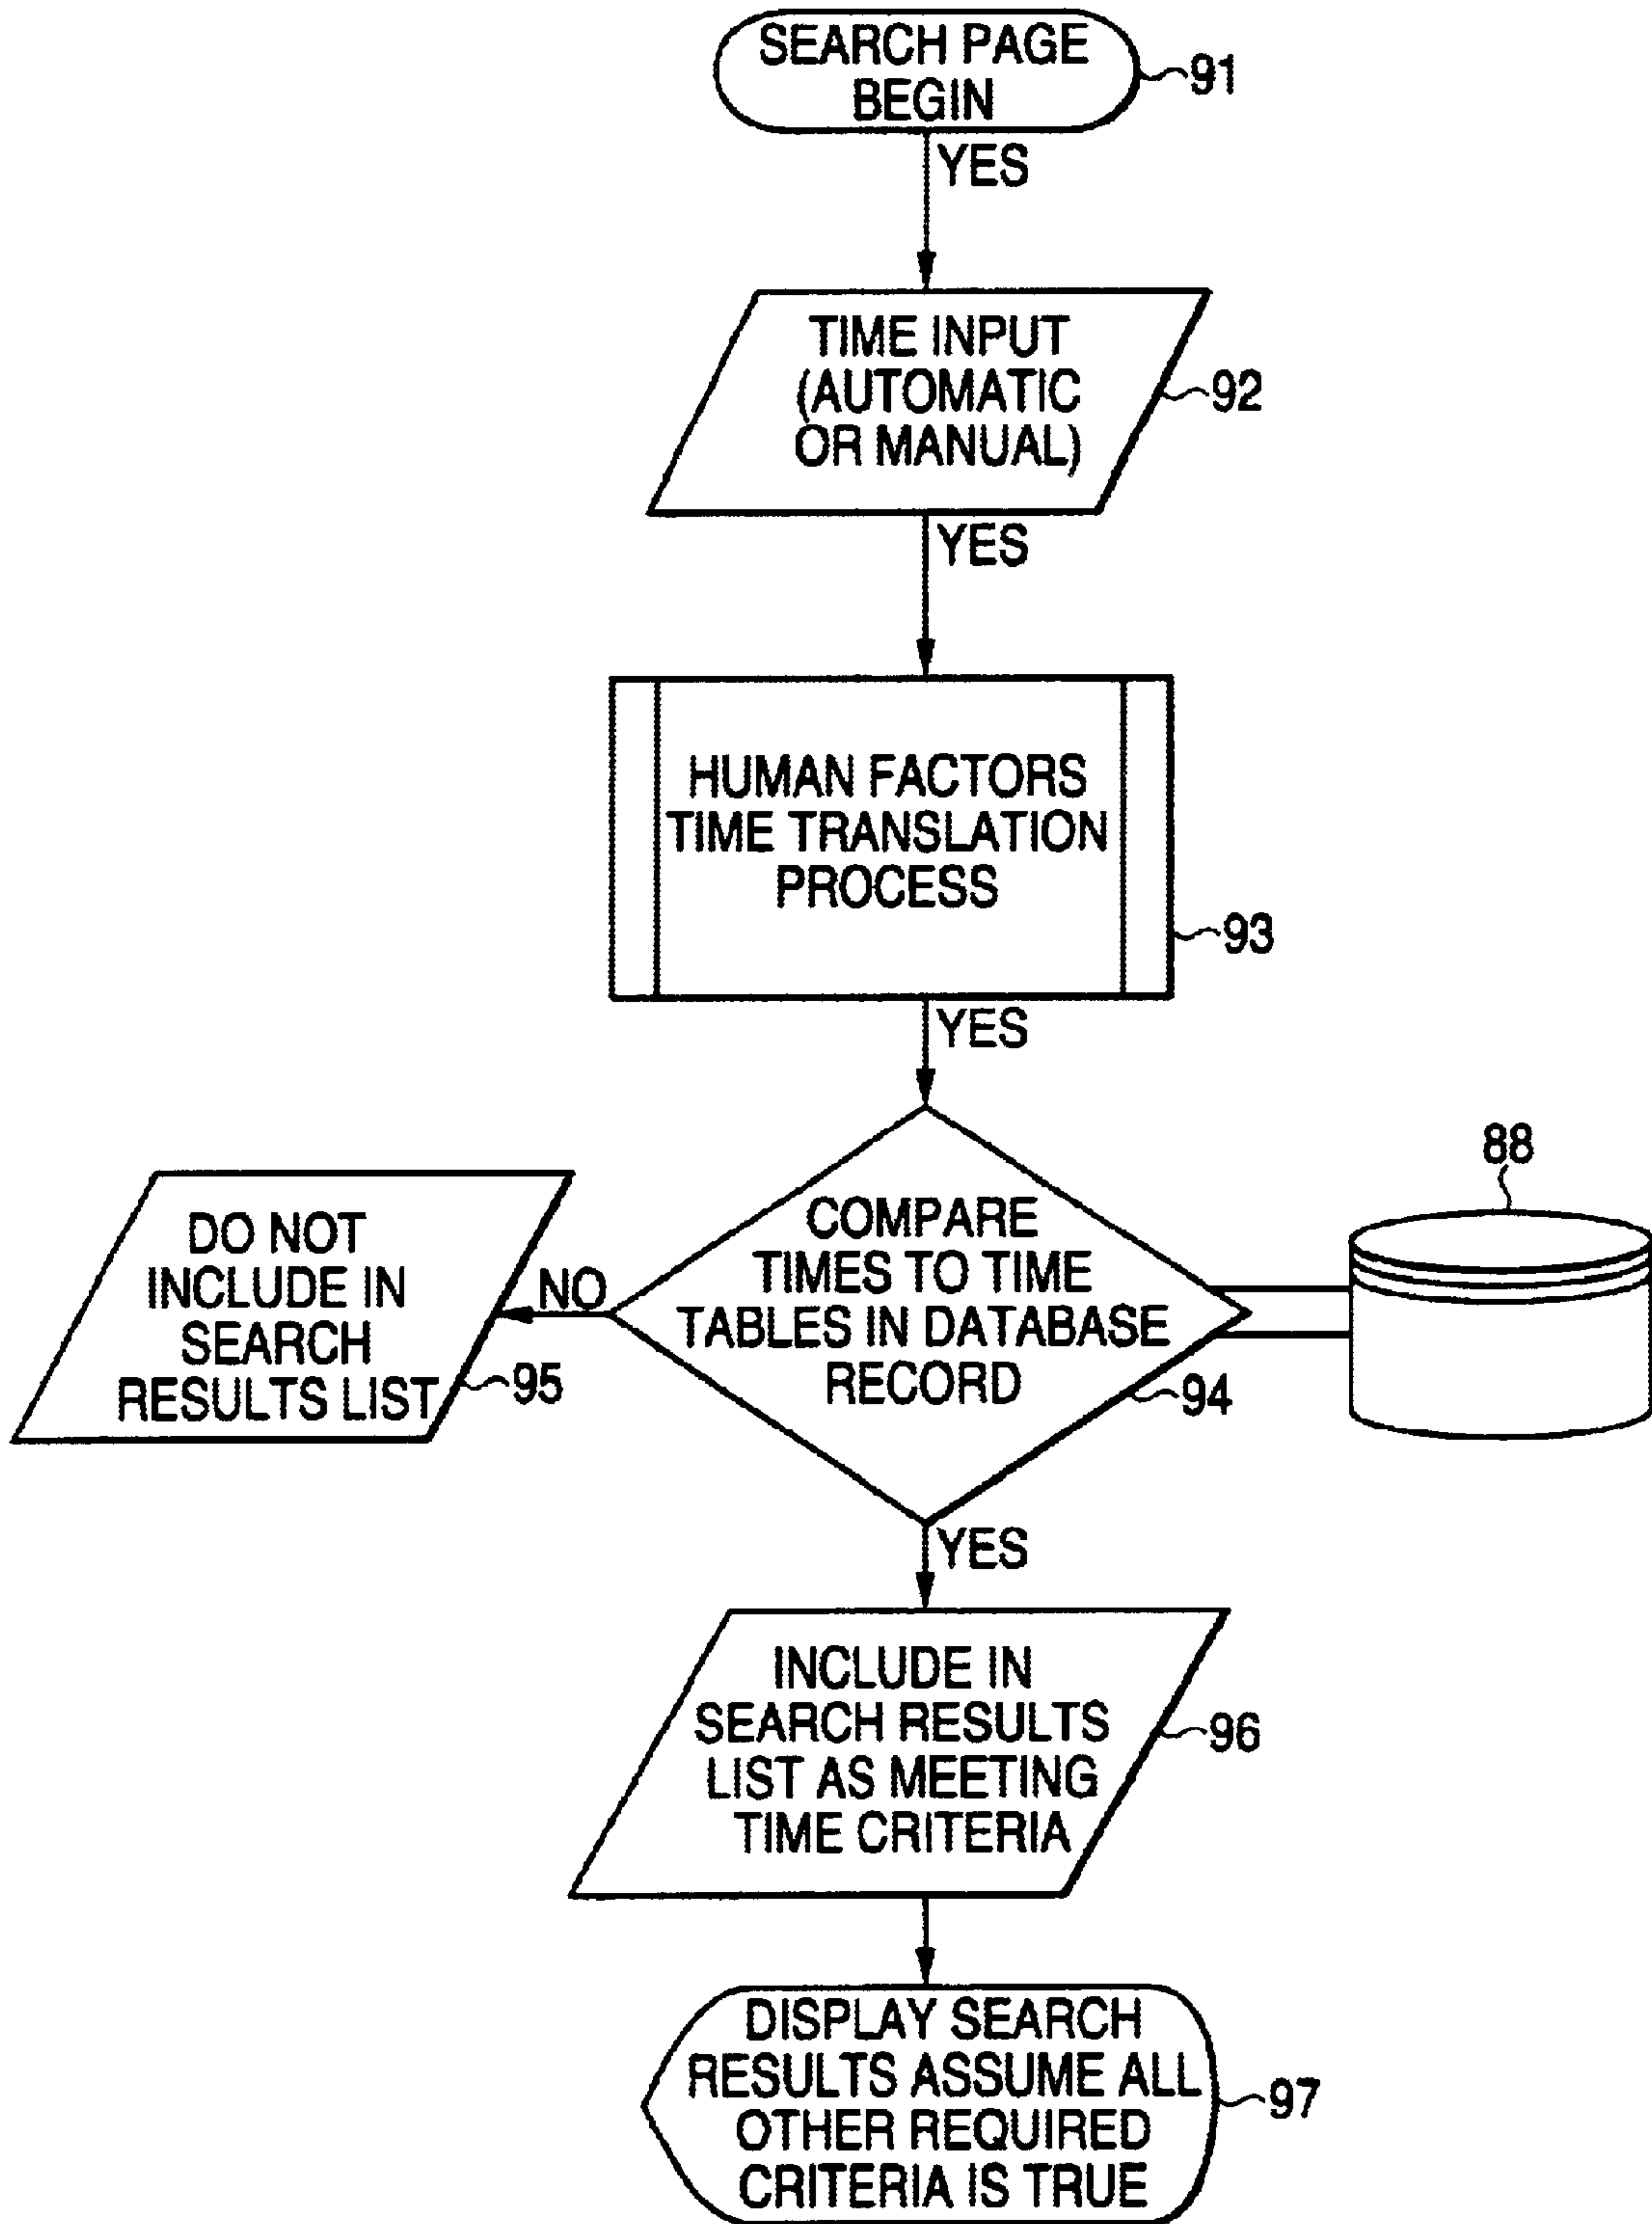 SEARCH PAGE
BEGIN
91
YES
TIME INPUT
(AUTOMATIC
OR MANUAL)
92
YES
HUMAN FACTORS
TIME TRANSLATION
PROCESS
93
YES
COMPARE
TIMES TO TIME
TABLES IN DATABASE
RECORD
94
88
NO
DO NOT
INCLUDE IN
SEARCH
RESULTS LIST
95
YES
INCLUDE IN
SEARCH RESULTS
LIST AS MEETING
TIME CRITERIA
96
DISPLAY SEARCH
RESULTS ASSUME ALL
OTHER REQUIRED
CRITERIA IS TRUE
97